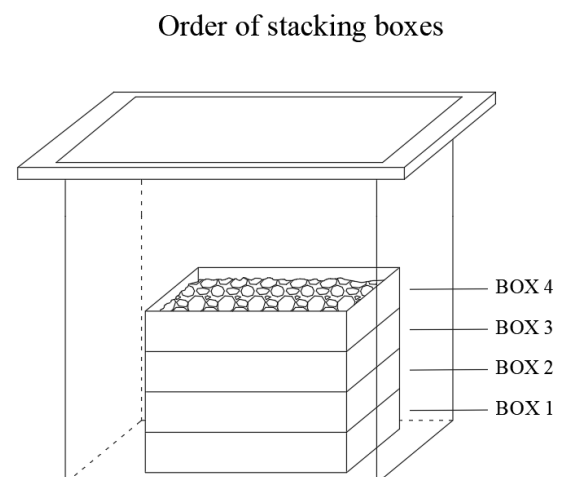 Order of stacking boxes
BOX 4
BOX 3
BOX 2
BOX 1